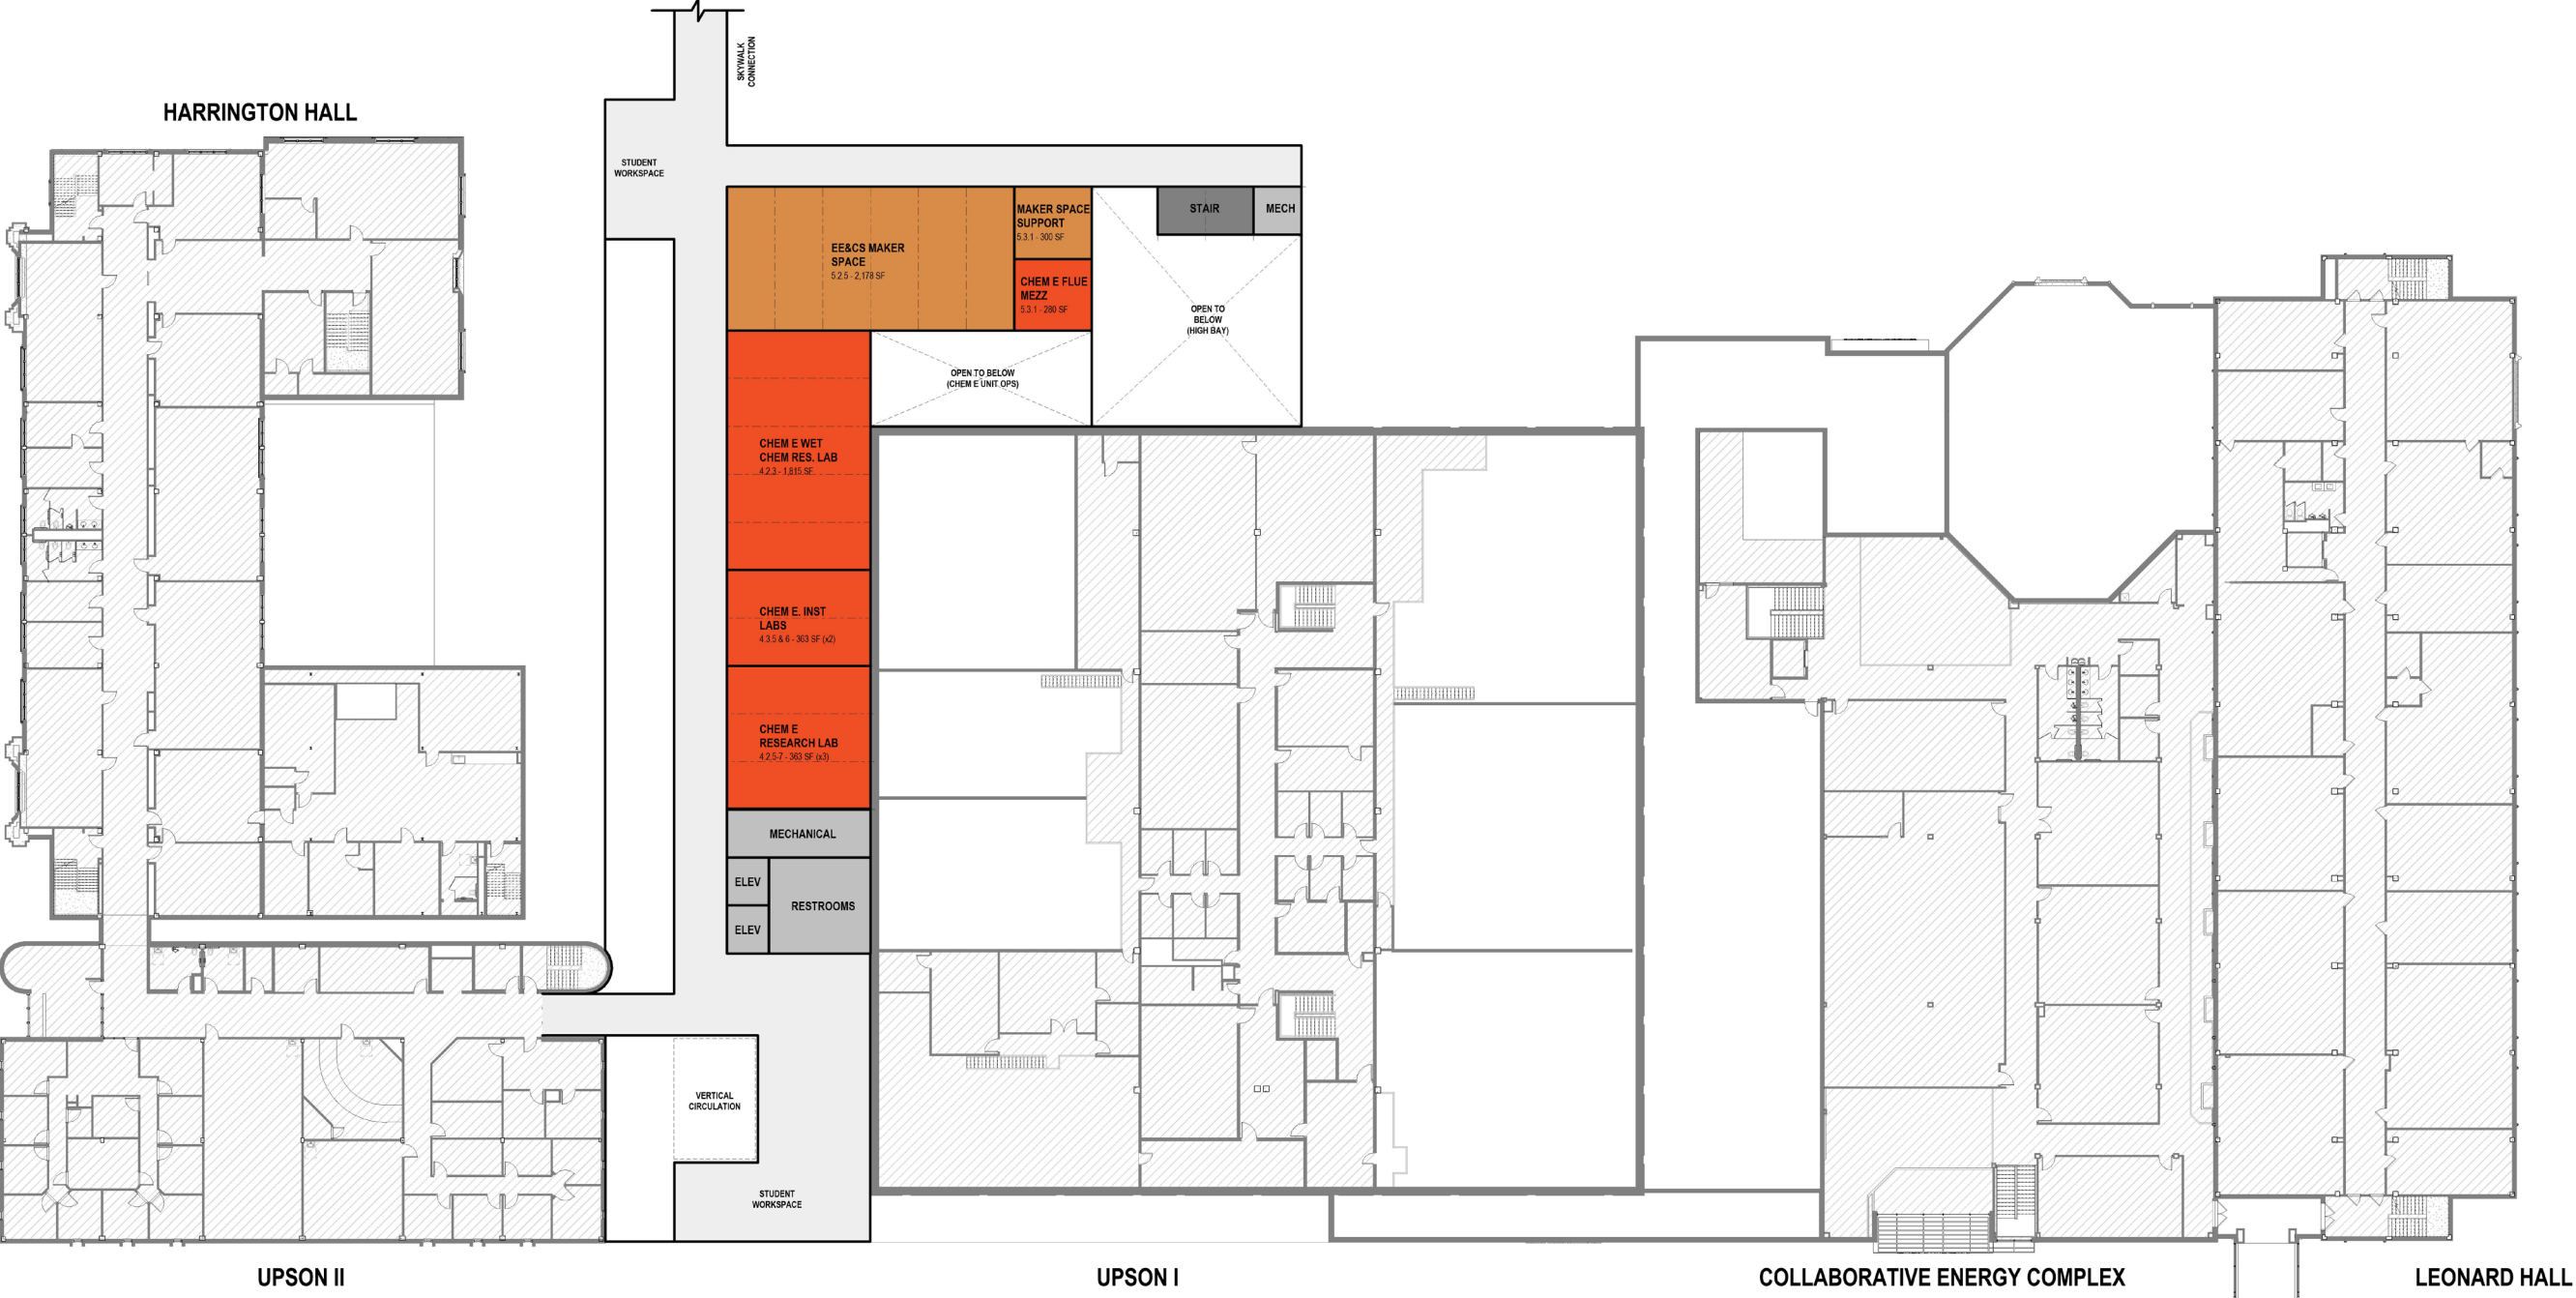 SKYWALK
CONNECTION
HARRINGTON HALL
STUDENT
WORKSPACE
EE&CS MAKER
SPACE
5.2.5 - 2,178 SF
MAKER SPACE
SUPPORT
5.3.1 - 300 SF
STAIR
MECH
CHEM E FLUE
MEZZ
5.3.1 - 280 SF
OPEN TO
BELOW
(HIGH BAY)
OPEN TO BELOW
(CHEM E UNIT OPS)
CHEM E WET
CHEM RES. LAB
4.2.3 - 1,815 SF
CHEM E. INST
LABS
4.3.5 & 6 - 363 SF (x2)
CHEM E
RESEARCH LAB
4.2.5-7 - 363 SF (x3)
MECHANICAL
ELEV
RESTROOMS
ELEV
VERTICAL
CIRCULATION
STUDENT
WORKSPACE
UPSON II
UPSON I
COLLABORATIVE ENERGY COMPLEX
LEONARD HALL